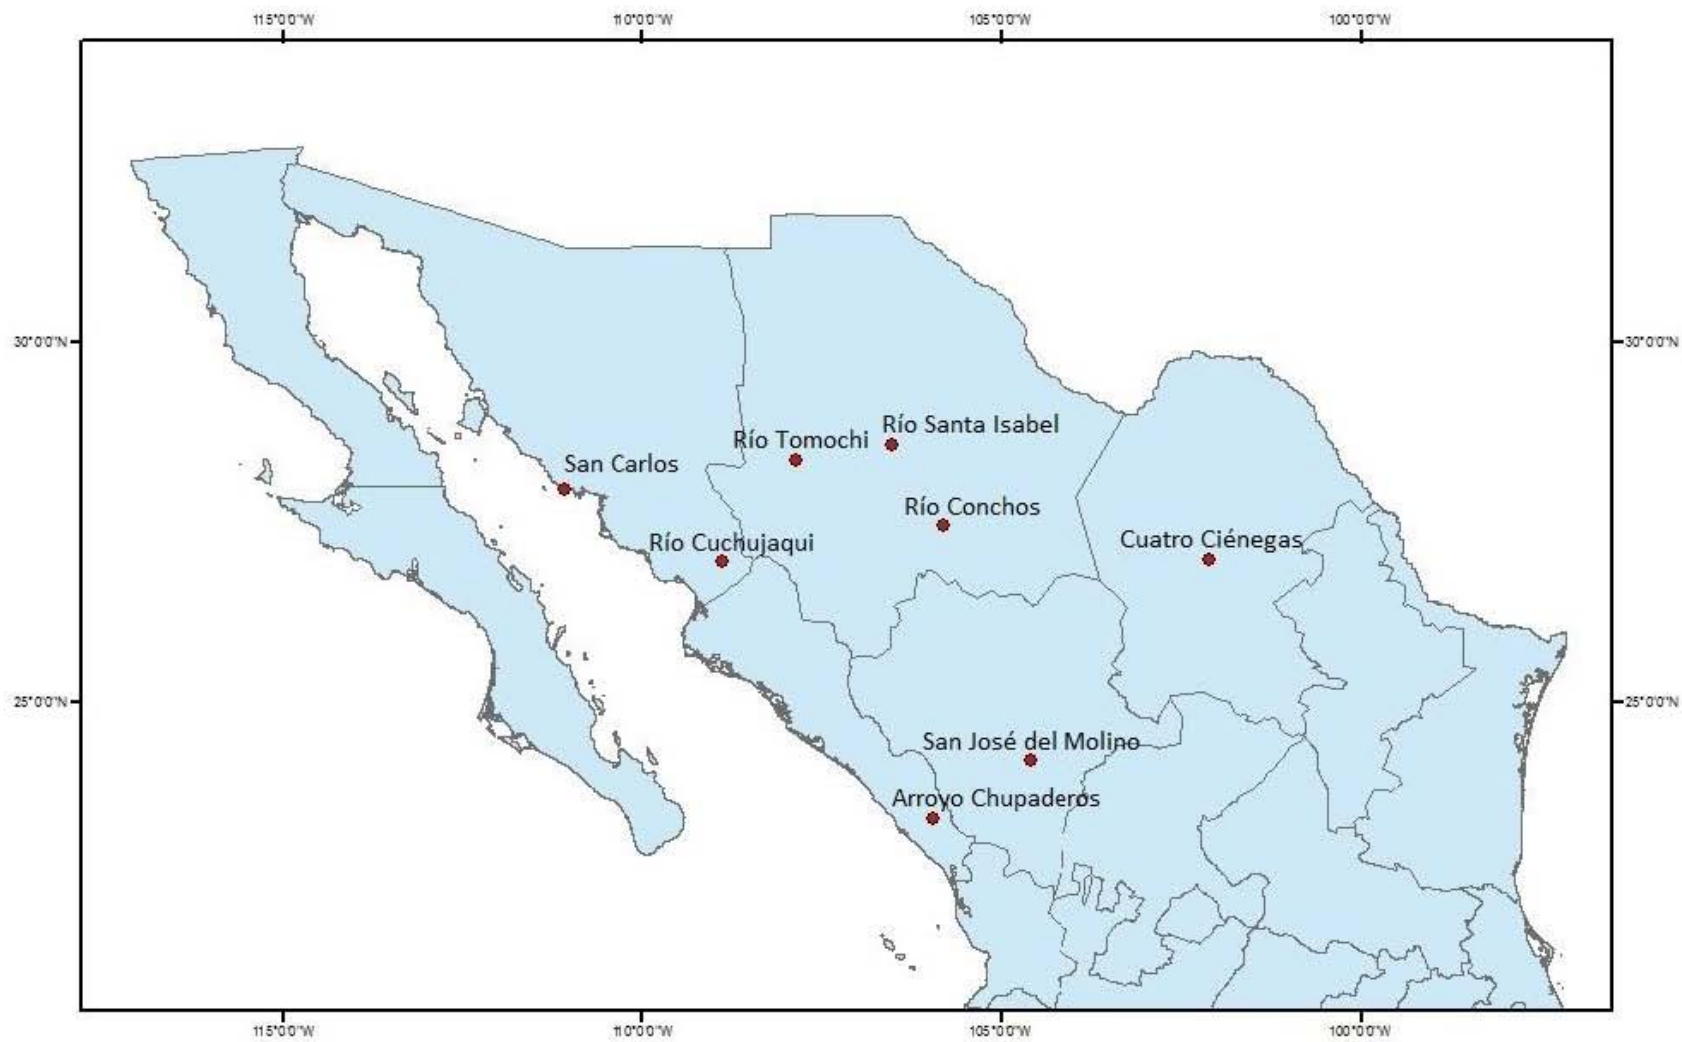 115°0'0"W 110°0'0"W 105°0'0"W 100°0'0"W
30°0'0"N 30°0'0"N
Río Santa Isabel
Río Tomochi
San Carlos
Río Conchos
Cuatro Ciénegas
Río Cuchujaqui
25°0'0"N 25°0'0"N
San José del Molino
Arroyo Chupaderos
115°0'0"W 110°0'0"W 105°0'0"W 100°0'0"W